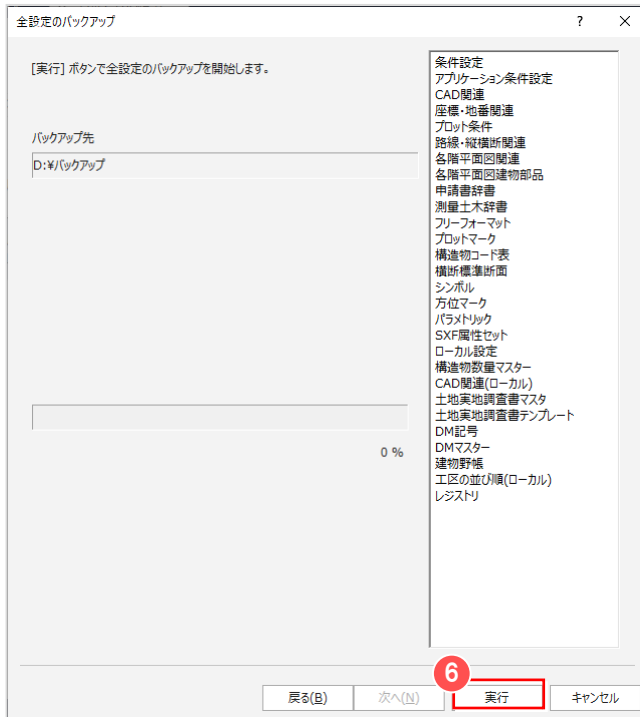 全設定のバックアップ
?
×
[実行] ボタンで全設定のバックアップを開始します。
バックアップ先
D:¥バックアップ
0 %
条件設定
アプリケーション条件設定
CAD関連
座標・地番関連
プロット条件
路線・縦横断関連
各階平面図関連
各階平面図建物部品
申請書辞書
測量土木辞書
フリーフォーマット
プロットマーク
構造物コード表
横断標準断面
シンボル
方位マーク
パラメトリック
SXF属性セット
ローカル設定
構造物数量マスター
CAD関連(ローカル)
土地実地調査書マスタ
土地実地調査書テンプレート
DM記号
DMマスター
建物野帳
工区の並び順(ローカル)
レジストリ
6
戻る(B)
次へ(N)
実行
キャンセル